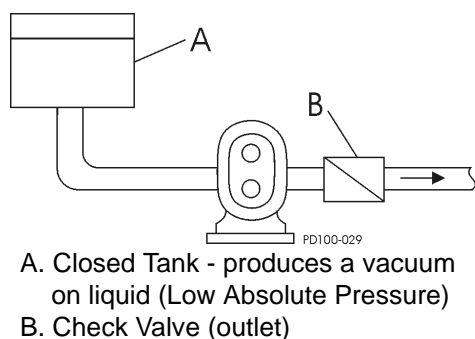 A
B
PD100-029
A. Closed Tank - produces a vacuum
on liquid (Low Absolute Pressure)
B. Check Valve (outlet)